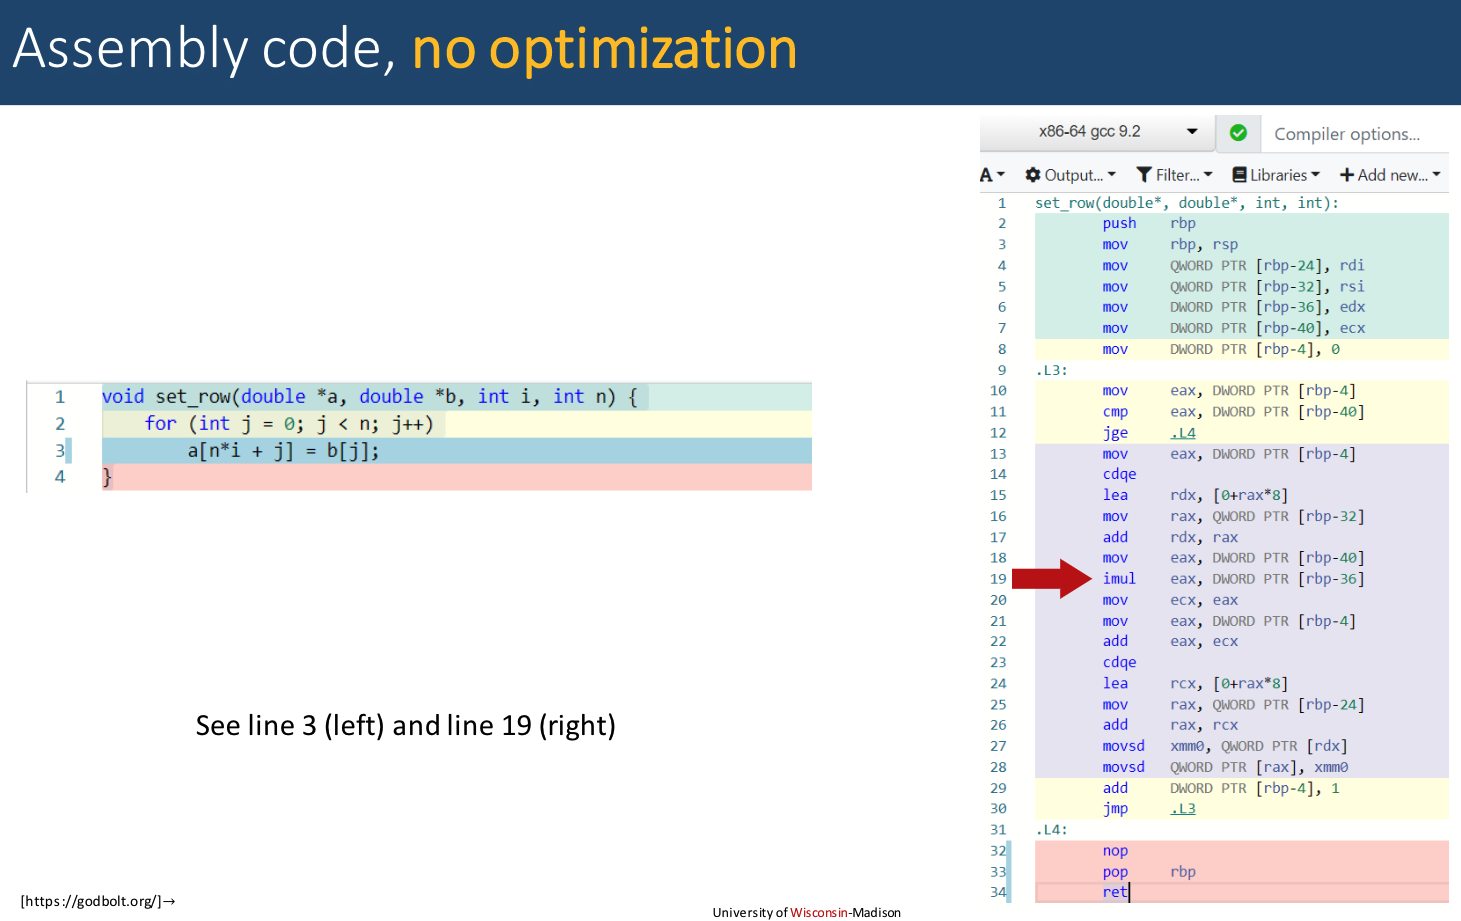 Assembly code, no optimization
1 void set_row(double *a, double *b, int i, int n) {
2 for (int j = 0; j < n; j++)
3 a[n*i + j] = b[j];
4 }
See line 3 (left) and line 19 (right)
x86-64 gcc 9.2 Compiler options...
A Output... Filter... Libraries + Add new...
1 set_row(double*, double*, int, int):
2 push rbp
3 mov rbp, rsp
4 mov QWORD PTR [rbp-24], rdi
5 mov QWORD PTR [rbp-32], rsi
6 mov DWORD PTR [rbp-36], edx
7 mov DWORD PTR [rbp-40], ecx
8 mov DWORD PTR [rbp-4], 0
9 .L3:
10 mov eax, DWORD PTR [rbp-4]
11 cmp eax, DWORD PTR [rbp-40]
12 jge .L4
13 mov eax, DWORD PTR [rbp-4]
14 cdqe
15 lea rdx, [0+rax*8]
16 mov rax, QWORD PTR [rbp-32]
17 add rdx, rax
18 mov eax, DWORD PTR [rbp-40]
19 imul eax, DWORD PTR [rbp-36]
20 mov ecx, eax
21 mov eax, DWORD PTR [rbp-4]
22 add eax, ecx
23 cdqe
24 lea rcx, [0+rax*8]
25 mov rax, QWORD PTR [rbp-24]
26 add rax, rcx
27 movsd xmm0, QWORD PTR [rdx]
28 movsd QWORD PTR [rax], xmm0
29 add DWORD PTR [rbp-4], 1
30 jmp .L3
31 .L4:
32 nop
33 pop rbp
34 ret
[https://godbolt.org/]→
University of Wisconsin-Madison